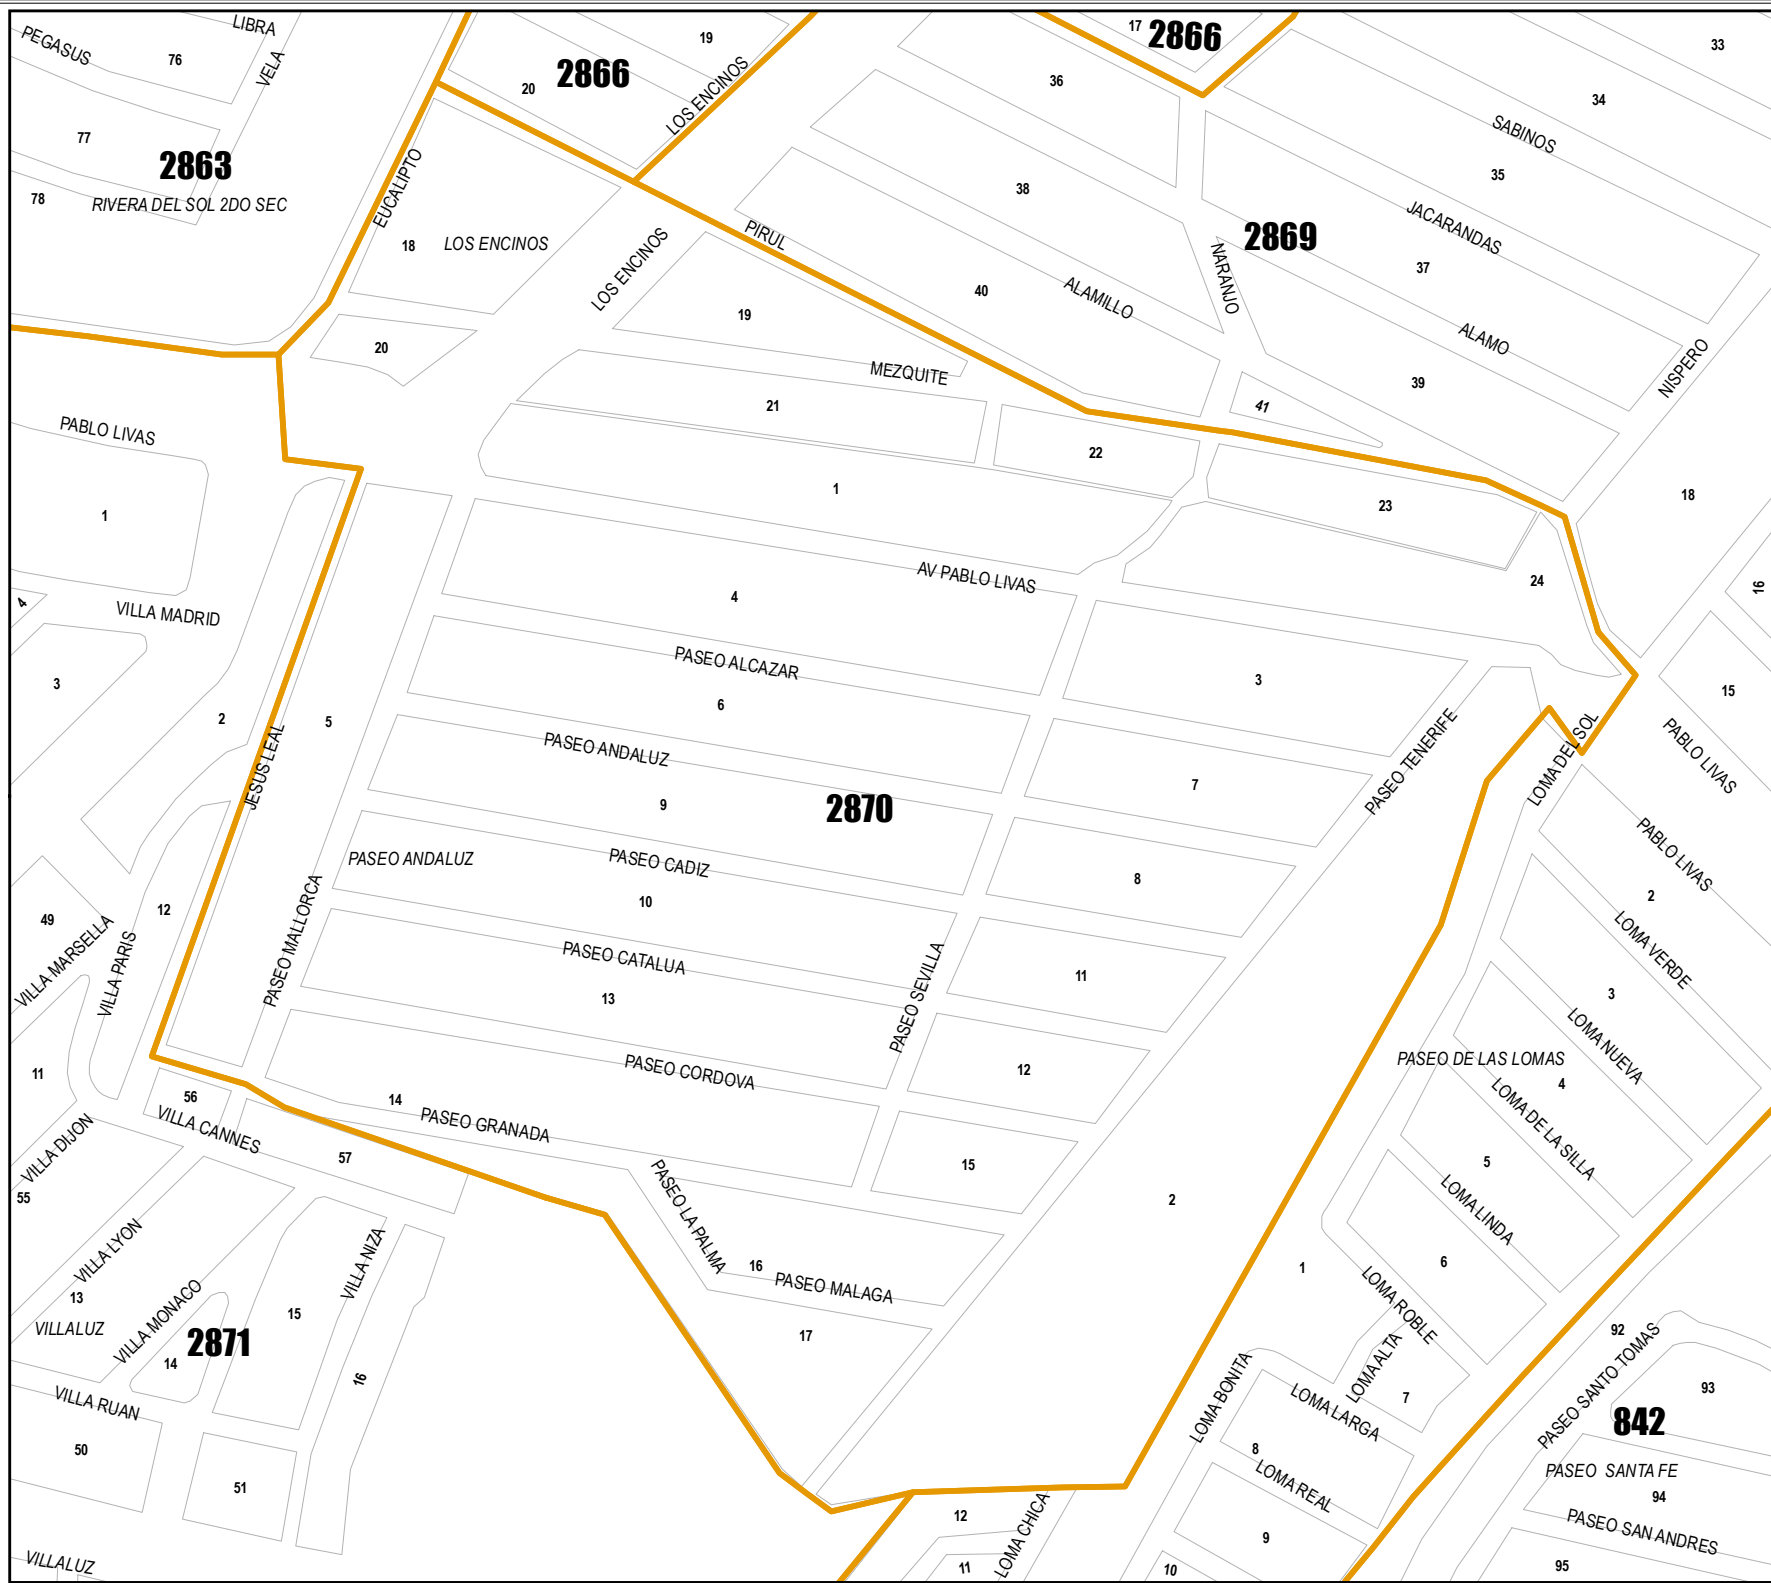 LIBRA
17
2866
PEGASUS
76
VELA
19
33
20
2866
36
34
LOS ENCINOS
SABINOS
77
2863
35
EUCALIPTO
38
78
RIVERA DEL SOL 2DO SEC
JACARANDAS
PIRUL
2869
18
LOS ENCINOS
LOS ENCINOS
NARANJO
37
40
ALAMILLO
19
ALAMO
20
NISPERO
MEZQUITE
39
21
41
PABLO LIVAS
22
1
18
23
1
AV PABLO LIVAS
24
16
4
4
VILLA MADRID
PASEO ALCAZAR
3
3
15
2
5
6
PASEO TENERIFE
LOMA DEL SOL
PABLO LIVAS
JESUS LEAL
PASEO ANDALUZ
7
9
2870
PASEO ANDALUZ
PASEO CADIZ
PABLO LIVAS
8
2
10
49
12
VILLA MARSELLA
VILLA PARIS
PASEO MALLORCA
PASEO CATALUA
PASEO SEVILLA
LOMA VERDE
11
13
3
LOMA NUEVA
PASEO DE LAS LOMAS
11
PASEO CORDOVA
12
4
56
14
LOMA DE LA SILLA
VILLA CANNES
PASEO GRANADA
VILLA DIJON
57
15
5
55
PASEO LA PALMA
2
LOMA LINDA
VILLA LYON
VILLA NIZA
16
1
6
PASEO MALAGA
13
VILLA MONACO
15
LOMA ROBLE
VILLALUZ
2871
17
92
14
LOMA ALTA
PASEO SANTO TOMAS
16
93
VILLA RUAN
LOMA BONITA
LOMA LARGA
7
842
50
8
51
LOMA REAL
PASEO SANTA FE
94
12
LOMA CHICA
PASEO SAN ANDRES
9
VILLALUZ
11
10
95